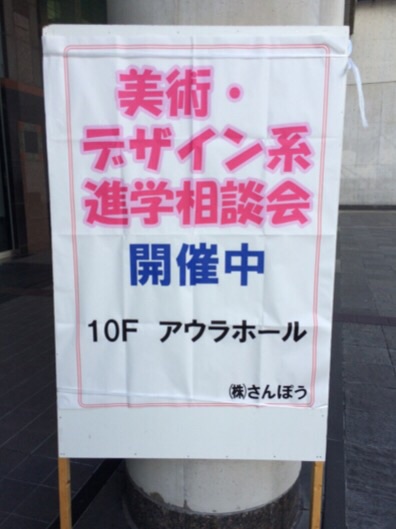 美術・
デザイン系
進学相談会
開催中
10F アウラホール
㈱さんぽう